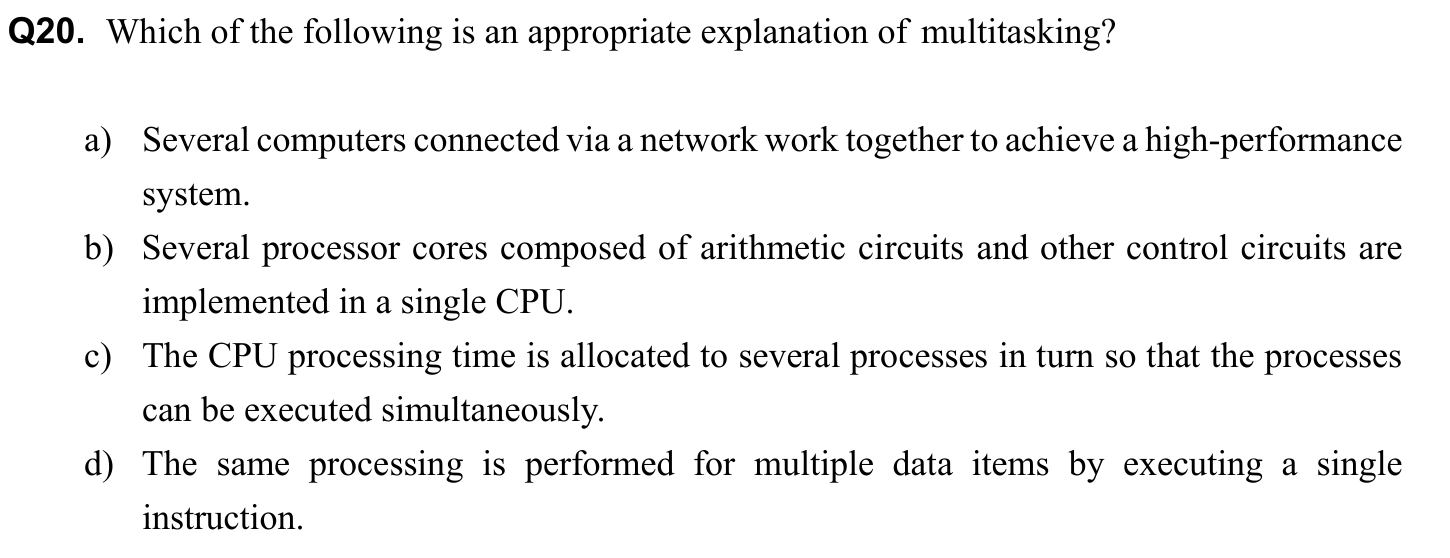 Q20. Which of the following is an appropriate explanation of multitasking?
a) Several computers connected via a network work together to achieve a high-performance
system.
b) Several processor cores composed of arithmetic circuits and other control circuits are
implemented in a single CPU.
c) The CPU processing time is allocated to several processes in turn so that the processes
can be executed simultaneously.
d) The same processing is performed for multiple data items by executing a single
instruction.